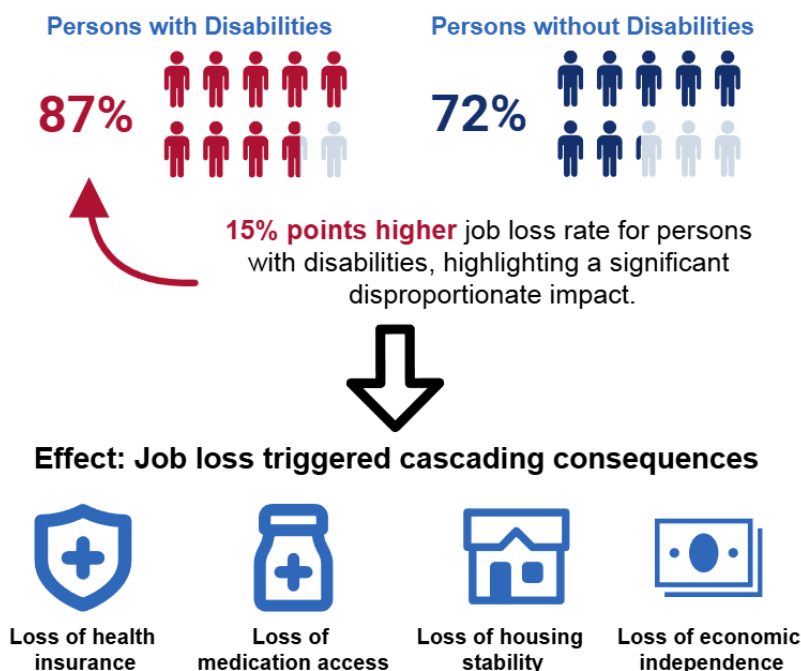 Persons with Disabilities
Persons without Disabilities
87%
72%
15% points higher job loss rate for persons
with disabilities, highlighting a significant
disproportionate impact.
Effect: Job loss triggered cascading consequences
Loss of health
insurance
Loss of
medication access
Loss of housing
stability
Loss of economic
independence